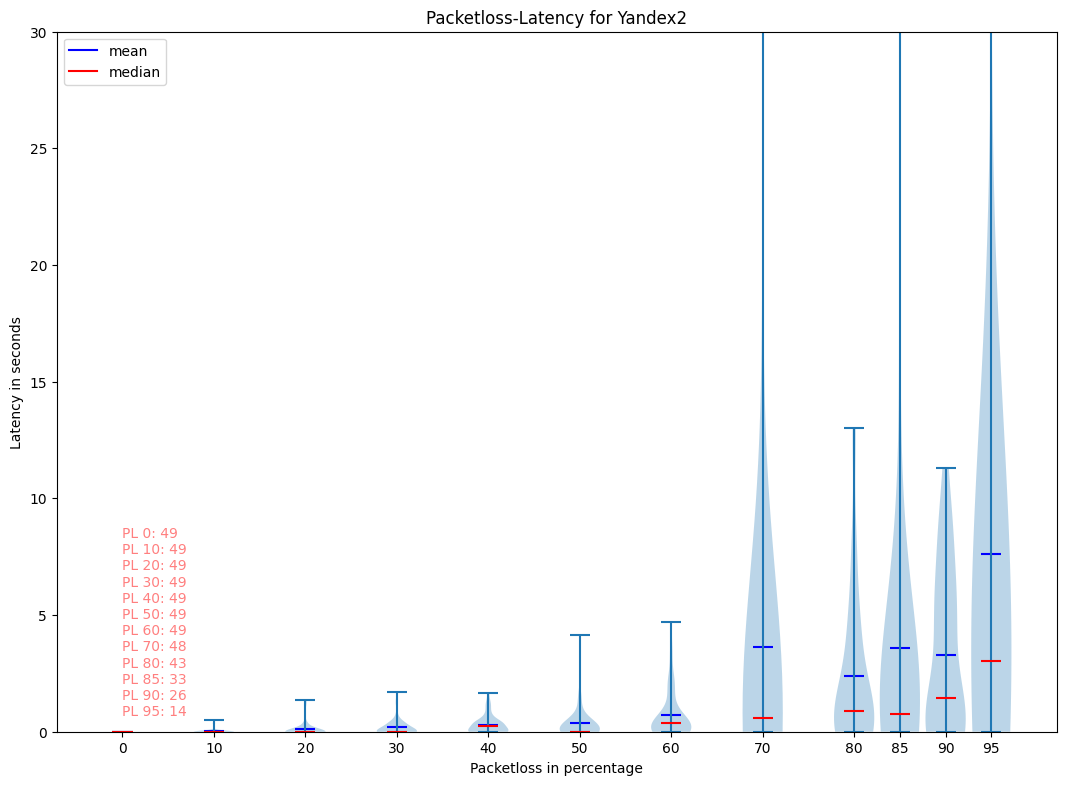 Packetloss-Latency for Yandex2
mean
median
30
25
20
15
10
5
0
Latency in seconds
PL 0: 49
PL 10: 49
PL 20: 49
PL 30: 49
PL 40: 49
PL 50: 49
PL 60: 49
PL 70: 48
PL 80: 43
PL 85: 33
PL 90: 26
PL 95: 14
0 10 20 30 40 50 60 70 80 85 90 95
Packetloss in percentage